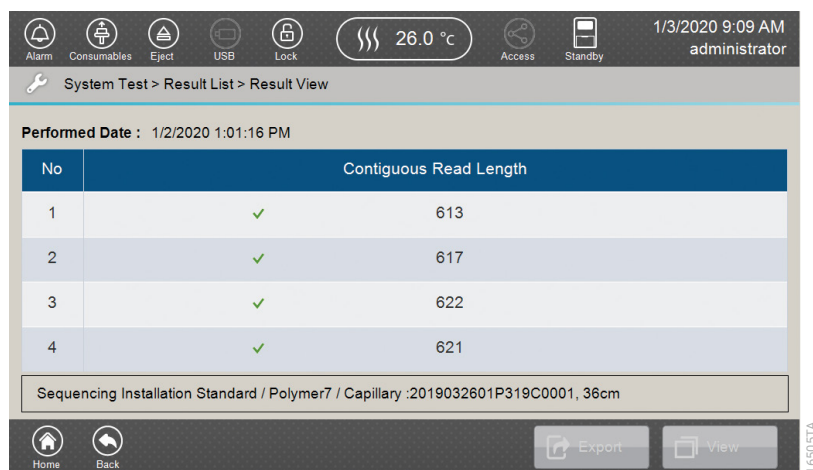 Alarm Consumables Eject USB Lock 26.0 °c Access Standby 1/3/2020 9:09 AM
administrator
System Test > Result List > Result View
Performed Date : 1/2/2020 1:01:16 PM
No Contiguous Read Length
1 ✓ 613
2 ✓ 617
3 ✓ 622
4 ✓ 621
Sequencing Installation Standard / Polymer7 / Capillary :2019032601P319C0001, 36cm
Home Back Export View